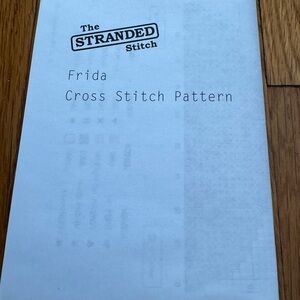 The
STRANDED
Stitch
Frida
Cross Stitch Pattern